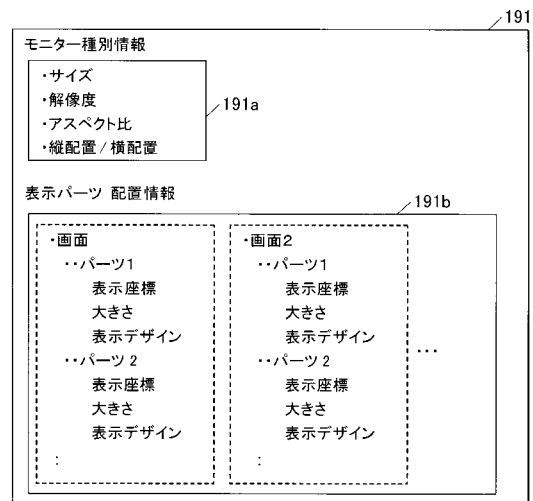 191
モニター種別情報
・サイズ
・解像度
・アスペクト比
・縦配置/横配置
191a
表示パーツ 配置情報
191b
・画面
・・パーツ1
表示座標
大きさ
表示デザイン
・・パーツ2
表示座標
大きさ
表示デザイン
:
・画面2
・・パーツ1
表示座標
大きさ
表示デザイン
・・パーツ2
表示座標
大きさ
表示デザイン
:
...